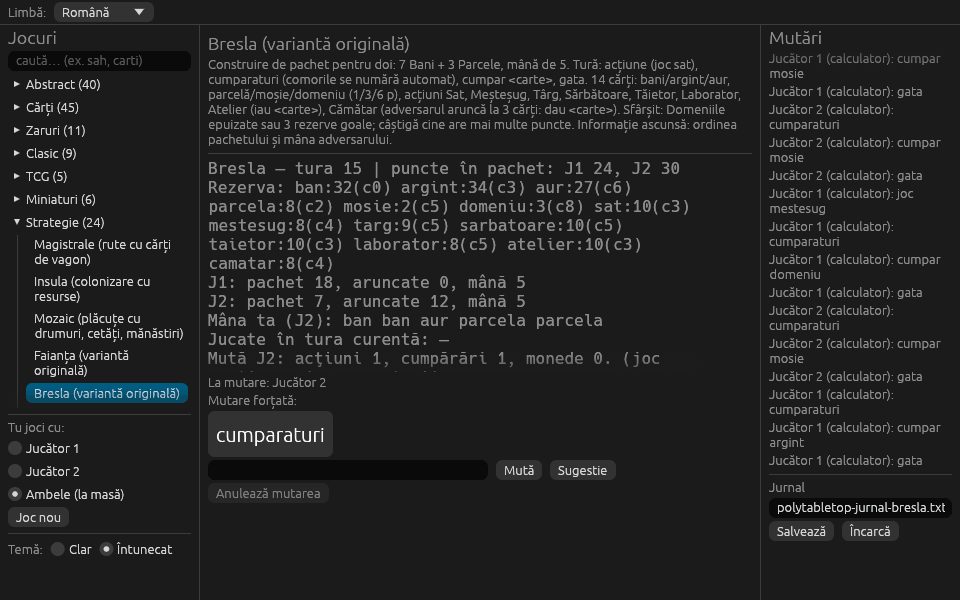 Limbă: Română
Jocuri
caută... (ex. sah, carti)
Abstract (40)
Cărți (45)
Zaruri (11)
Clasic (9)
TCG (5)
Miniaturi (6)
Strategie (24)
Magistrale (rute cu cărți
de vagon)
Insula (colonizare cu
resurse)
Mozaic (plăcuțe cu
drumuri, cetăți, mănăstiri)
Faianța (variantă
originală)
Bresla (variantă originală)
Tu joci cu:
Jucător 1
Jucător 2
Ambele (la masă)
Joc nou
Temă: Clar Întunecat
Bresla (variantă originală)
Construire de pachet pentru doi: 7 Bani + 3 Parcele, mână de 5. Tură: acțiune (joc sat),
cumparaturi (comorile se numără automat), cumpar <carte>, gata. 14 cărți: bani/argint/aur,
parcelă/moșie/domeniu (1/3/6 p), acțiuni Sat, Meșteșug, Târg, Sărbătoare, Tăietor, Laborator,
Atelier (iau <carte>), Cămătar (adversarul aruncă la 3 cărți: dau <carte>). Sfârșit: Domeniile
epuizate sau 3 rezerve goale; câștigă cine are mai multe puncte. Informație ascunsă: ordinea
pachetului și mâna adversarului.
Bresla — tura 15 | puncte în pachet: J1 24, J2 30
Rezerva: ban:32(c0) argint:34(c3) aur:27(c6)
parcela:8(c2) mosie:2(c5) domeniu:3(c8) sat:10(c3)
mestesug:8(c4) targ:9(c5) sarbatoare:10(c5)
taietor:10(c3) laborator:8(c5) atelier:10(c3)
camatar:8(c4)
J1: pachet 18, aruncate 0, mână 5
J2: pachet 7, aruncate 12, mână 5
Mâna ta (J2): ban ban aur parcela parcela
Jucate în tura curentă: —
Mută J2: acțiuni 1, cumpărări 1, monede 0. (joc
La mutare: Jucător 2
Mutare forțată:
cumparaturi
Mută Sugestie
Anulează mutarea
Mutări
Jucător 1 (calculator): cumpar
mosie
Jucător 1 (calculator): gata
Jucător 2 (calculator):
cumparaturi
Jucător 2 (calculator): cumpar
mosie
Jucător 2 (calculator): gata
Jucător 1 (calculator): joc
mestesug
Jucător 1 (calculator):
cumparaturi
Jucător 1 (calculator): cumpar
domeniu
Jucător 1 (calculator): gata
Jucător 2 (calculator):
cumparaturi
Jucător 2 (calculator): cumpar
mosie
Jucător 2 (calculator): gata
Jucător 1 (calculator):
cumparaturi
Jucător 1 (calculator): cumpar
argint
Jucător 1 (calculator): gata
Jurnal
polytabletop-jurnal-bresla.txt
Salvează Încarcă